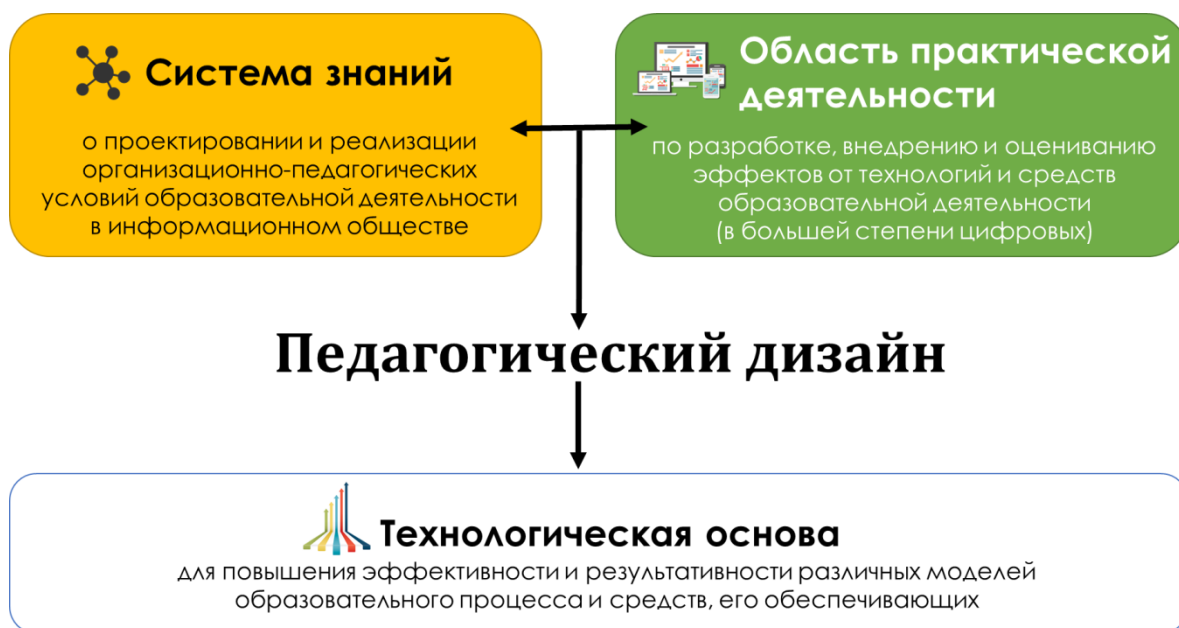 Система знаний
о проектировании и реализации
организационно-педагогических
условий образовательной деятельности
в информационном обществе
Область практической
деятельности
по разработке, внедрению и оцениванию
эффектов от технологий и средств
образовательной деятельности
(в большей степени цифровых)
Педагогический дизайн
Технологическая основа
для повышения эффективности и результативности различных моделей
образовательного процесса и средств, его обеспечивающих